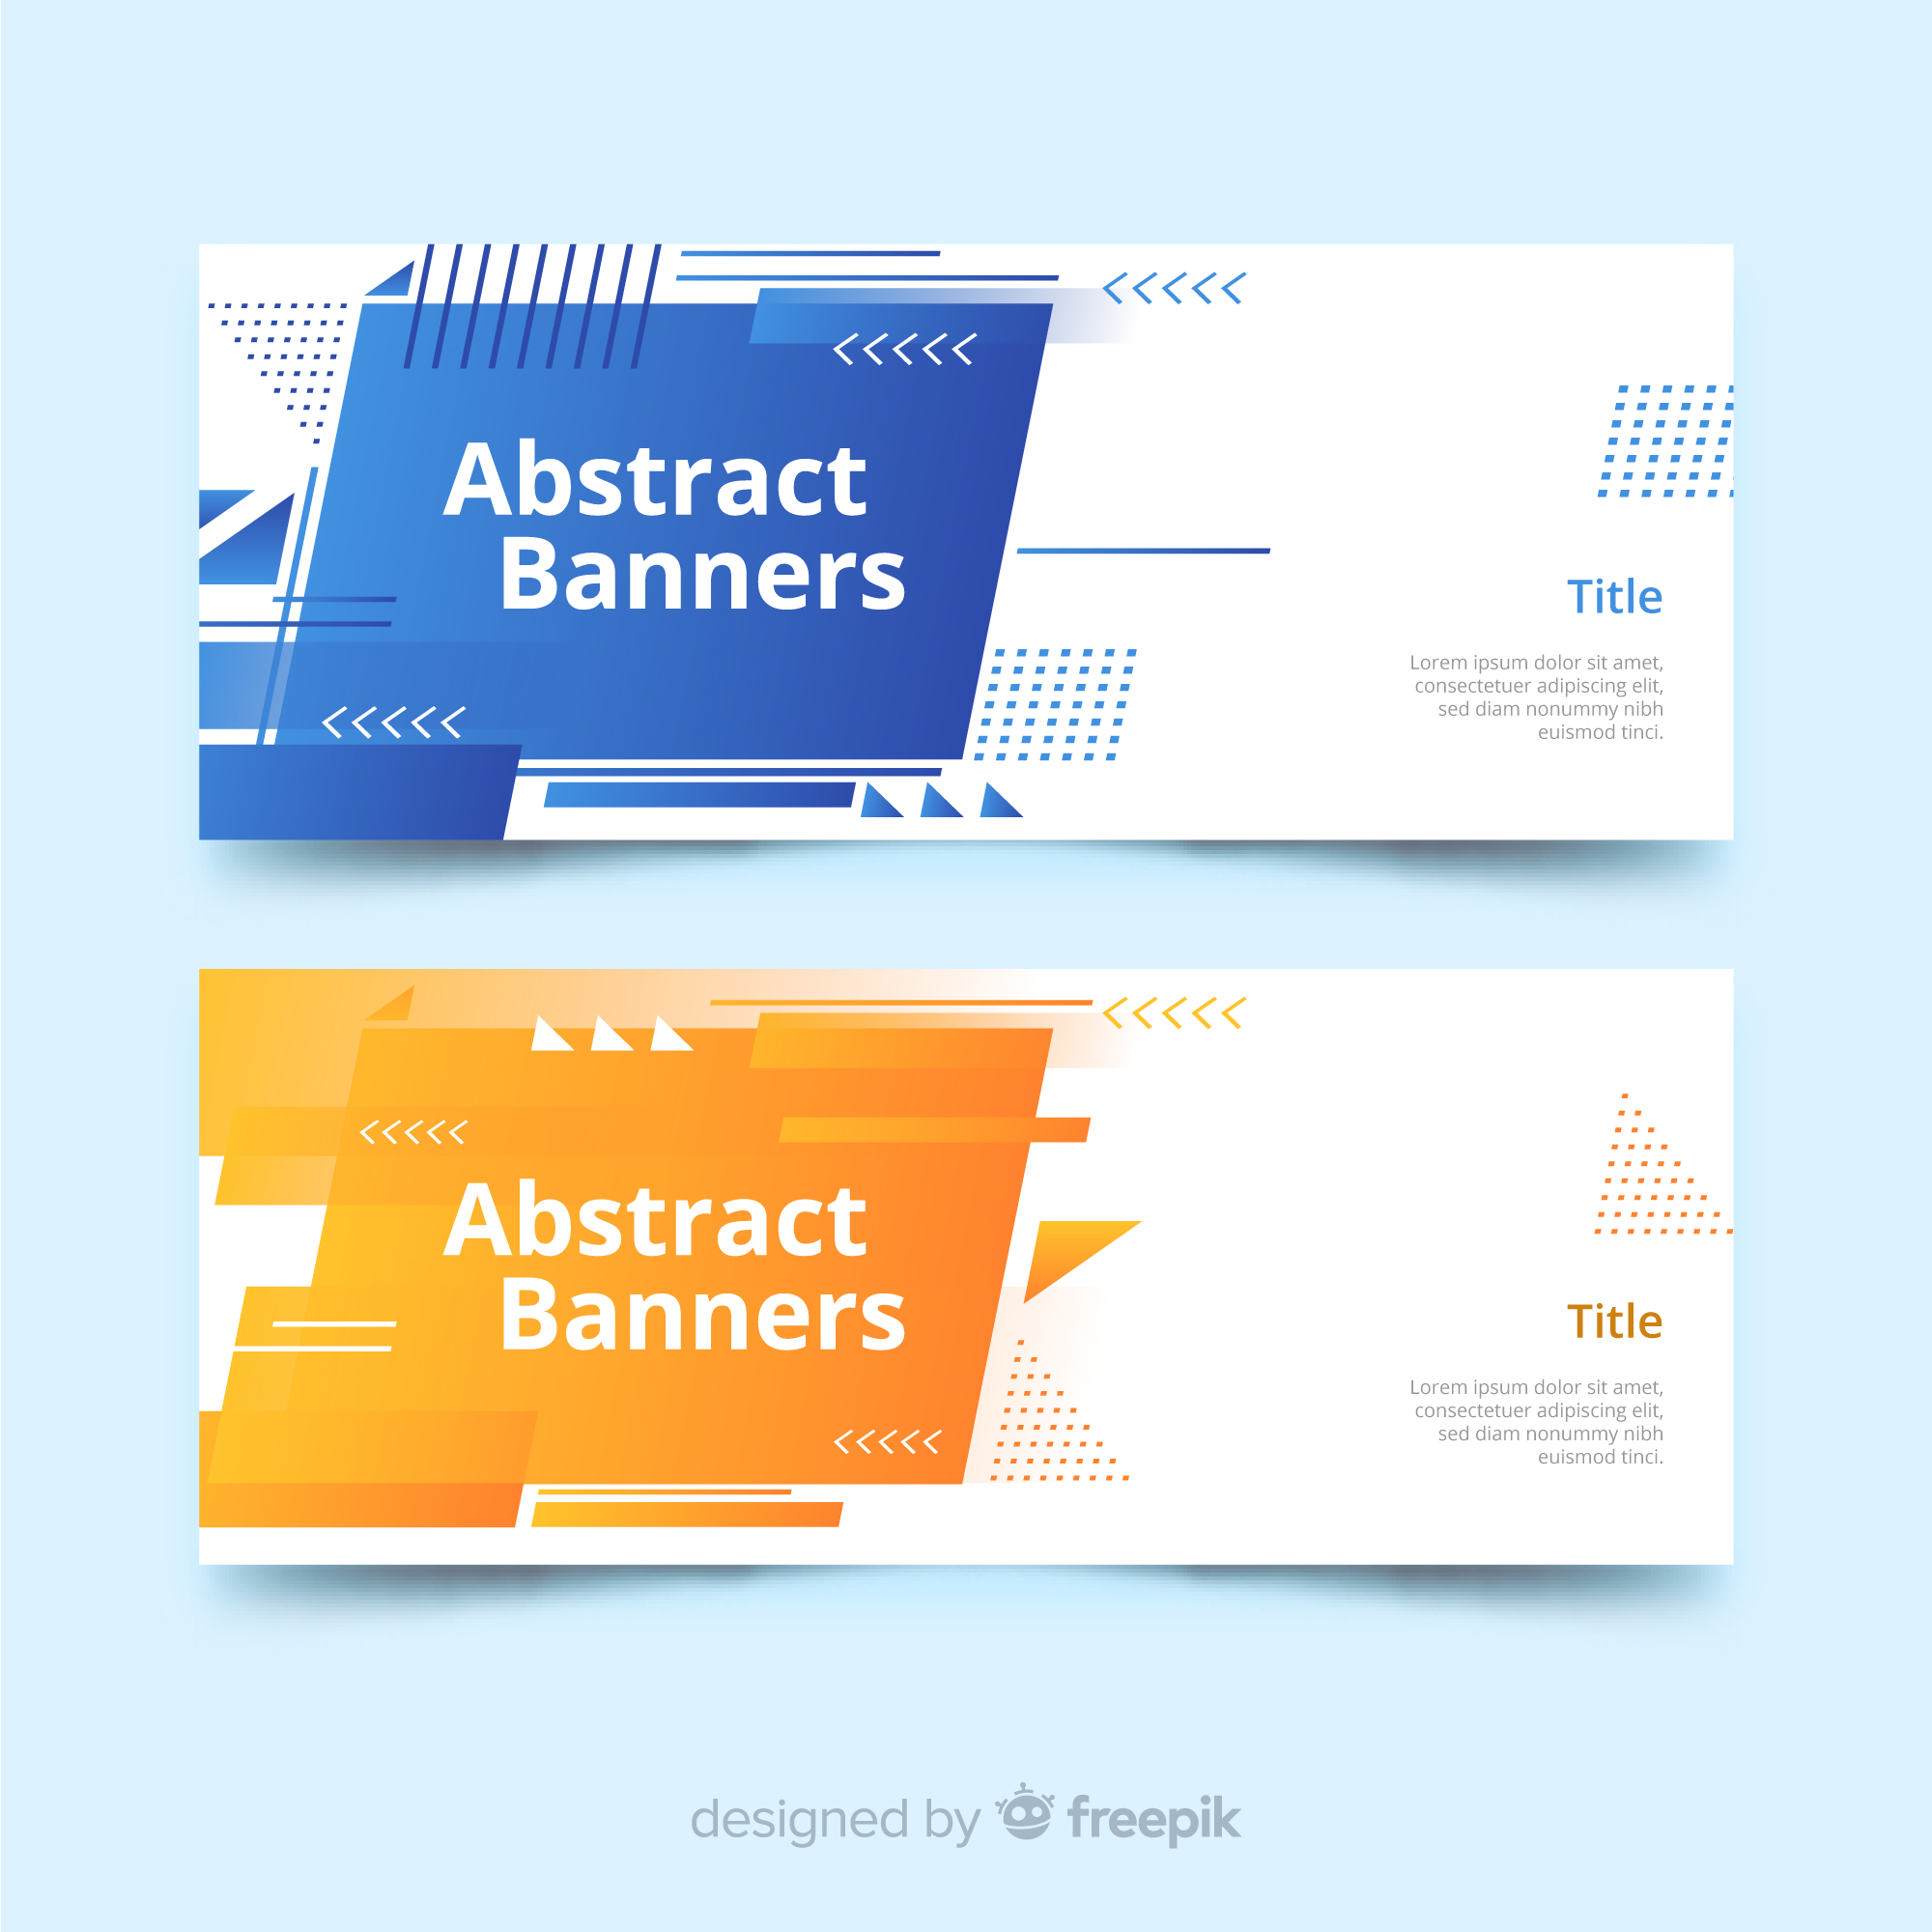 Abstract
Banners
Title
Lorem ipsum dolor sit amet,
consectetuer adipiscing elit,
sed diam nonummy nibh
euismod tinci.
Abstract
Banners
Title
Lorem ipsum dolor sit amet,
consectetuer adipiscing elit,
sed diam nonummy nibh
euismod tinci.
designed by freepik